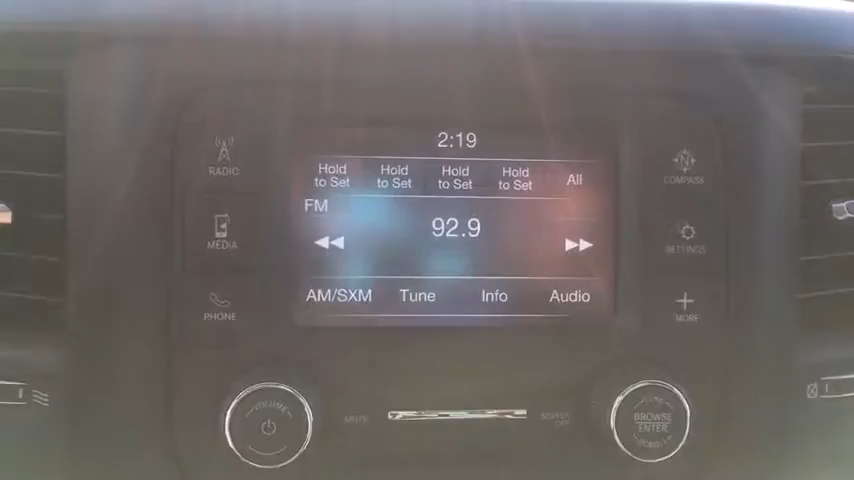 2:19
Hold to Set
Hold to Set
Hold to Set
Hold to Set
All
FM
92.9
AM/SXM
Tune
Info
Audio
RADIO
MEDIA
PHONE
N
COMPASS
SETTINGS
MORE
VOLUME
MUTE
SCREEN OFF
BROWSE
ENTER
SCROLL